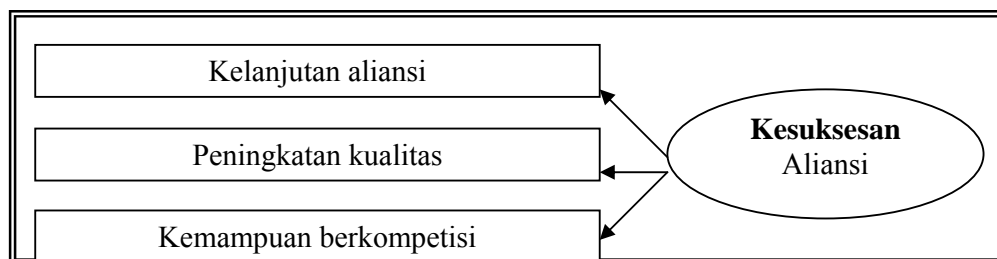 Kelanjutan aliansi
Peningkatan kualitas
Kemampuan berkompetisi
Kesuksesan
Aliansi